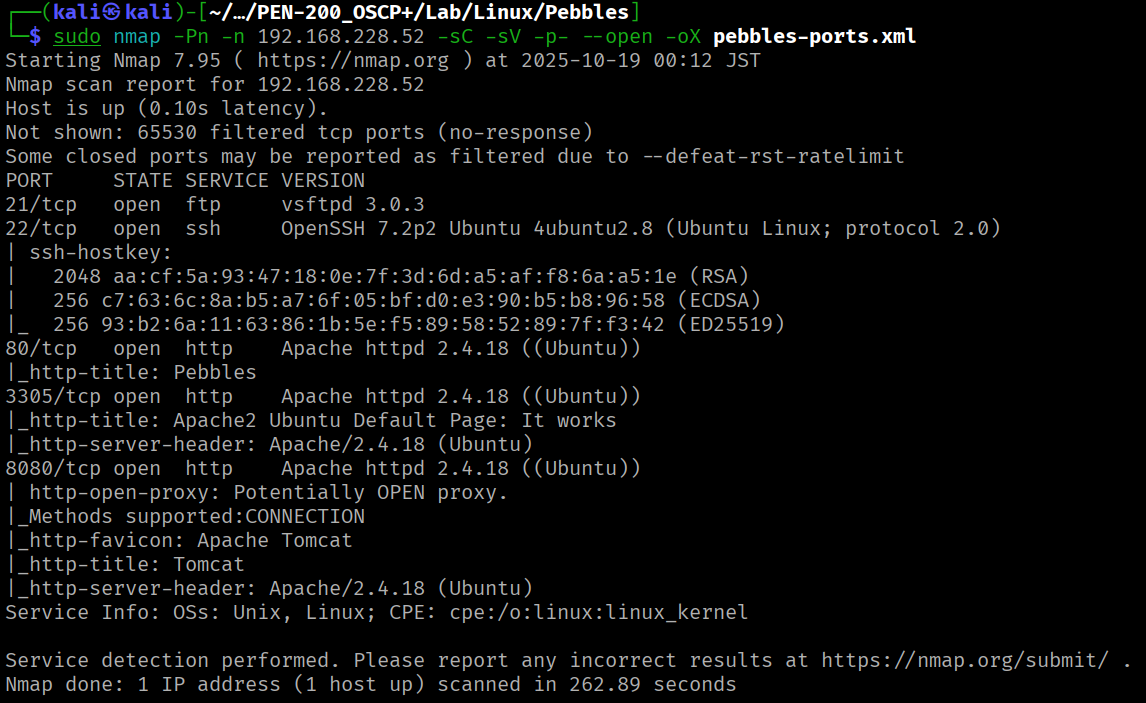 ┌──(kali㉿kali)-[~/…/PEN-200_OSCP+/Lab/Linux/Pebbles]
└─$ sudo nmap -Pn -n 192.168.228.52 -sC -sV -p- --open -oX pebbles-ports.xml
Starting Nmap 7.95 ( https://nmap.org ) at 2025-10-19 00:12 JST
Nmap scan report for 192.168.228.52
Host is up (0.10s latency).
Not shown: 65530 filtered tcp ports (no-response)
Some closed ports may be reported as filtered due to --defeat-rst-ratelimit
PORT     STATE SERVICE VERSION
21/tcp   open  ftp     vsftpd 3.0.3
22/tcp   open  ssh     OpenSSH 7.2p2 Ubuntu 4ubuntu2.8 (Ubuntu Linux; protocol 2.0)
| ssh-hostkey:
|   2048 aa:cf:5a:93:47:18:0e:7f:3d:6d:a5:af:f8:6a:a5:1e (RSA)
|   256 c7:63:6c:8a:b5:a7:6f:05:bf:d0:e3:90:b5:b8:96:58 (ECDSA)
|_  256 93:b2:6a:11:63:86:1b:5e:f5:89:58:52:89:7f:f3:42 (ED25519)
80/tcp   open  http    Apache httpd 2.4.18 ((Ubuntu))
|_http-title: Pebbles
3305/tcp open  http    Apache httpd 2.4.18 ((Ubuntu))
|_http-title: Apache2 Ubuntu Default Page: It works
|_http-server-header: Apache/2.4.18 (Ubuntu)
8080/tcp open  http    Apache httpd 2.4.18 ((Ubuntu))
| http-open-proxy: Potentially OPEN proxy.
|_Methods supported:CONNECTION
|_http-favicon: Apache Tomcat
|_http-title: Tomcat
|_http-server-header: Apache/2.4.18 (Ubuntu)
Service Info: OSs: Unix, Linux; CPE: cpe:/o:linux:linux_kernel

Service detection performed. Please report any incorrect results at https://nmap.org/submit/ .
Nmap done: 1 IP address (1 host up) scanned in 262.89 seconds